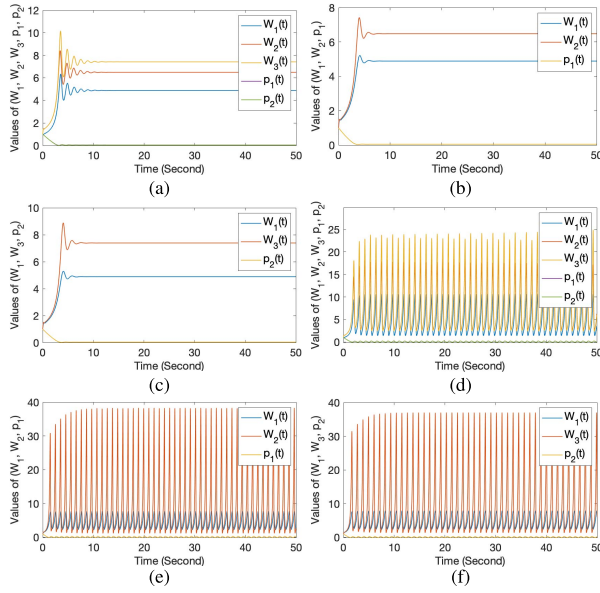 Values of (W1, W2, W3, p1, p2)
12
10
8
6
4
2
0
0 10 20 30 40 50
Time (Second)
W1(t)
W2(t)
W3(t)
p1(t)
p2(t)
(a)
Values of (W1, W2, p1)
8
6
4
2
0
0 10 20 30 40 50
Time (Second)
W1(t)
W2(t)
p1(t)
(b)
Values of (W1, W3, p2)
10
8
6
4
2
0
0 10 20 30 40 50
Time (Second)
W1(t)
W3(t)
p2(t)
(c)
Values of (W1, W2, W3, p1, p2)
25
20
15
10
5
0
0 10 20 30 40 50
Time (Second)
W1(t)
W2(t)
W3(t)
p1(t)
p2(t)
(d)
Values of (W1, W2, p1)
40
30
20
10
0
0 10 20 30 40 50
Time (Second)
W1(t)
W2(t)
p1(t)
(e)
Values of (W1, W3, p2)
40
30
20
10
0
0 10 20 30 40 50
Time (Second)
W1(t)
W3(t)
p2(t)
(f)